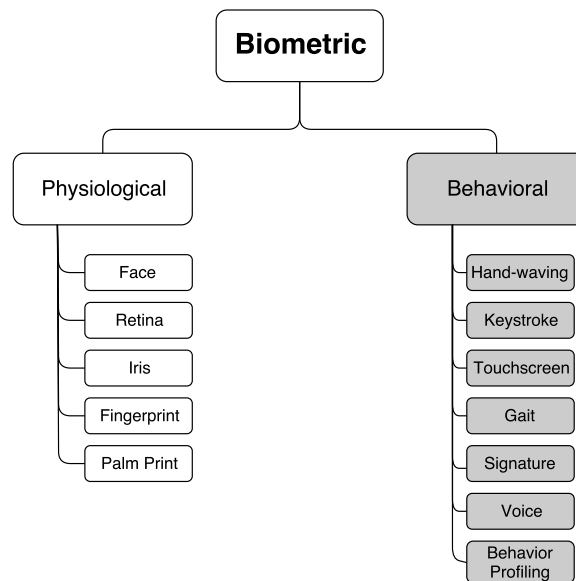 Biometric
Physiological
Face
Retina
Iris
Fingerprint
Palm Print
Behavioral
Hand-waving
Keystroke
Touchscreen
Gait
Signature
Voice
Behavior
Profiling